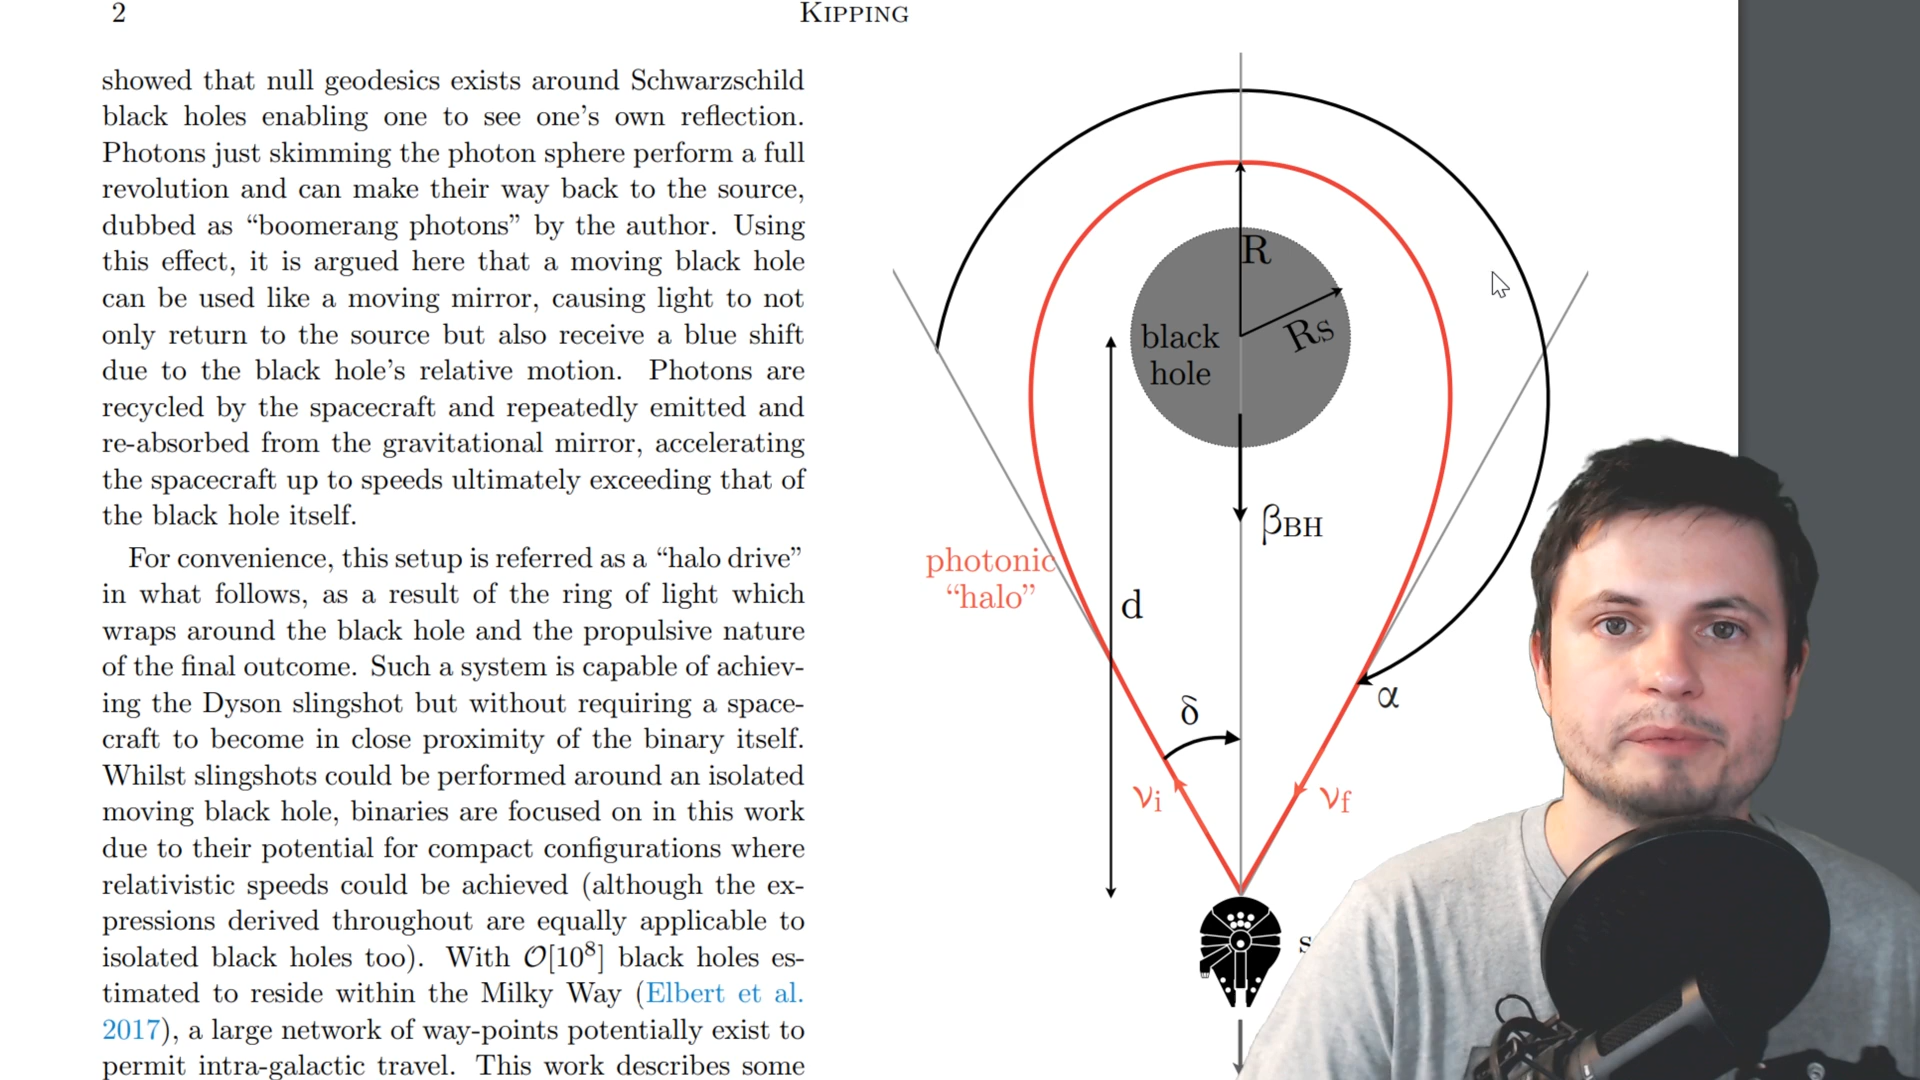 2
KIPPING
showed that null geodesics exists around Schwarzschild
black holes enabling one to see one's own reflection.
Photons just skimming the photon sphere perform a full
revolution and can make their way back to the source,
dubbed as “boomerang photons” by the author. Using
this effect, it is argued here that a moving black hole
can be used like a moving mirror, causing light to not
only return to the source but also receive a blue shift
due to the black hole's relative motion. Photons are
recycled by the spacecraft and repeatedly emitted and
re-absorbed from the gravitational mirror, accelerating
the spacecraft up to speeds ultimately exceeding that of
the black hole itself.
For convenience, this setup is referred as a “halo drive”
in what follows, as a result of the ring of light which
wraps around the black hole and the propulsive nature
of the final outcome. Such a system is capable of achiev-
ing the Dyson slingshot but without requiring a space-
craft to become in close proximity of the binary itself.
Whilst slingshots could be performed around an isolated
moving black hole, binaries are focused on in this work
due to their potential for compact configurations where
relativistic speeds could be achieved (although the ex-
pressions derived throughout are equally applicable to
isolated black holes too). With O[10⁸] black holes es-
timated to reside within the Milky Way (Elbert et al.
2017), a large network of way-points potentially exist to
permit intra-galactic travel. This work describes some
R
Rs
black
hole
βBH
photonic
“halo”
d
δ
α
νi
νf
s